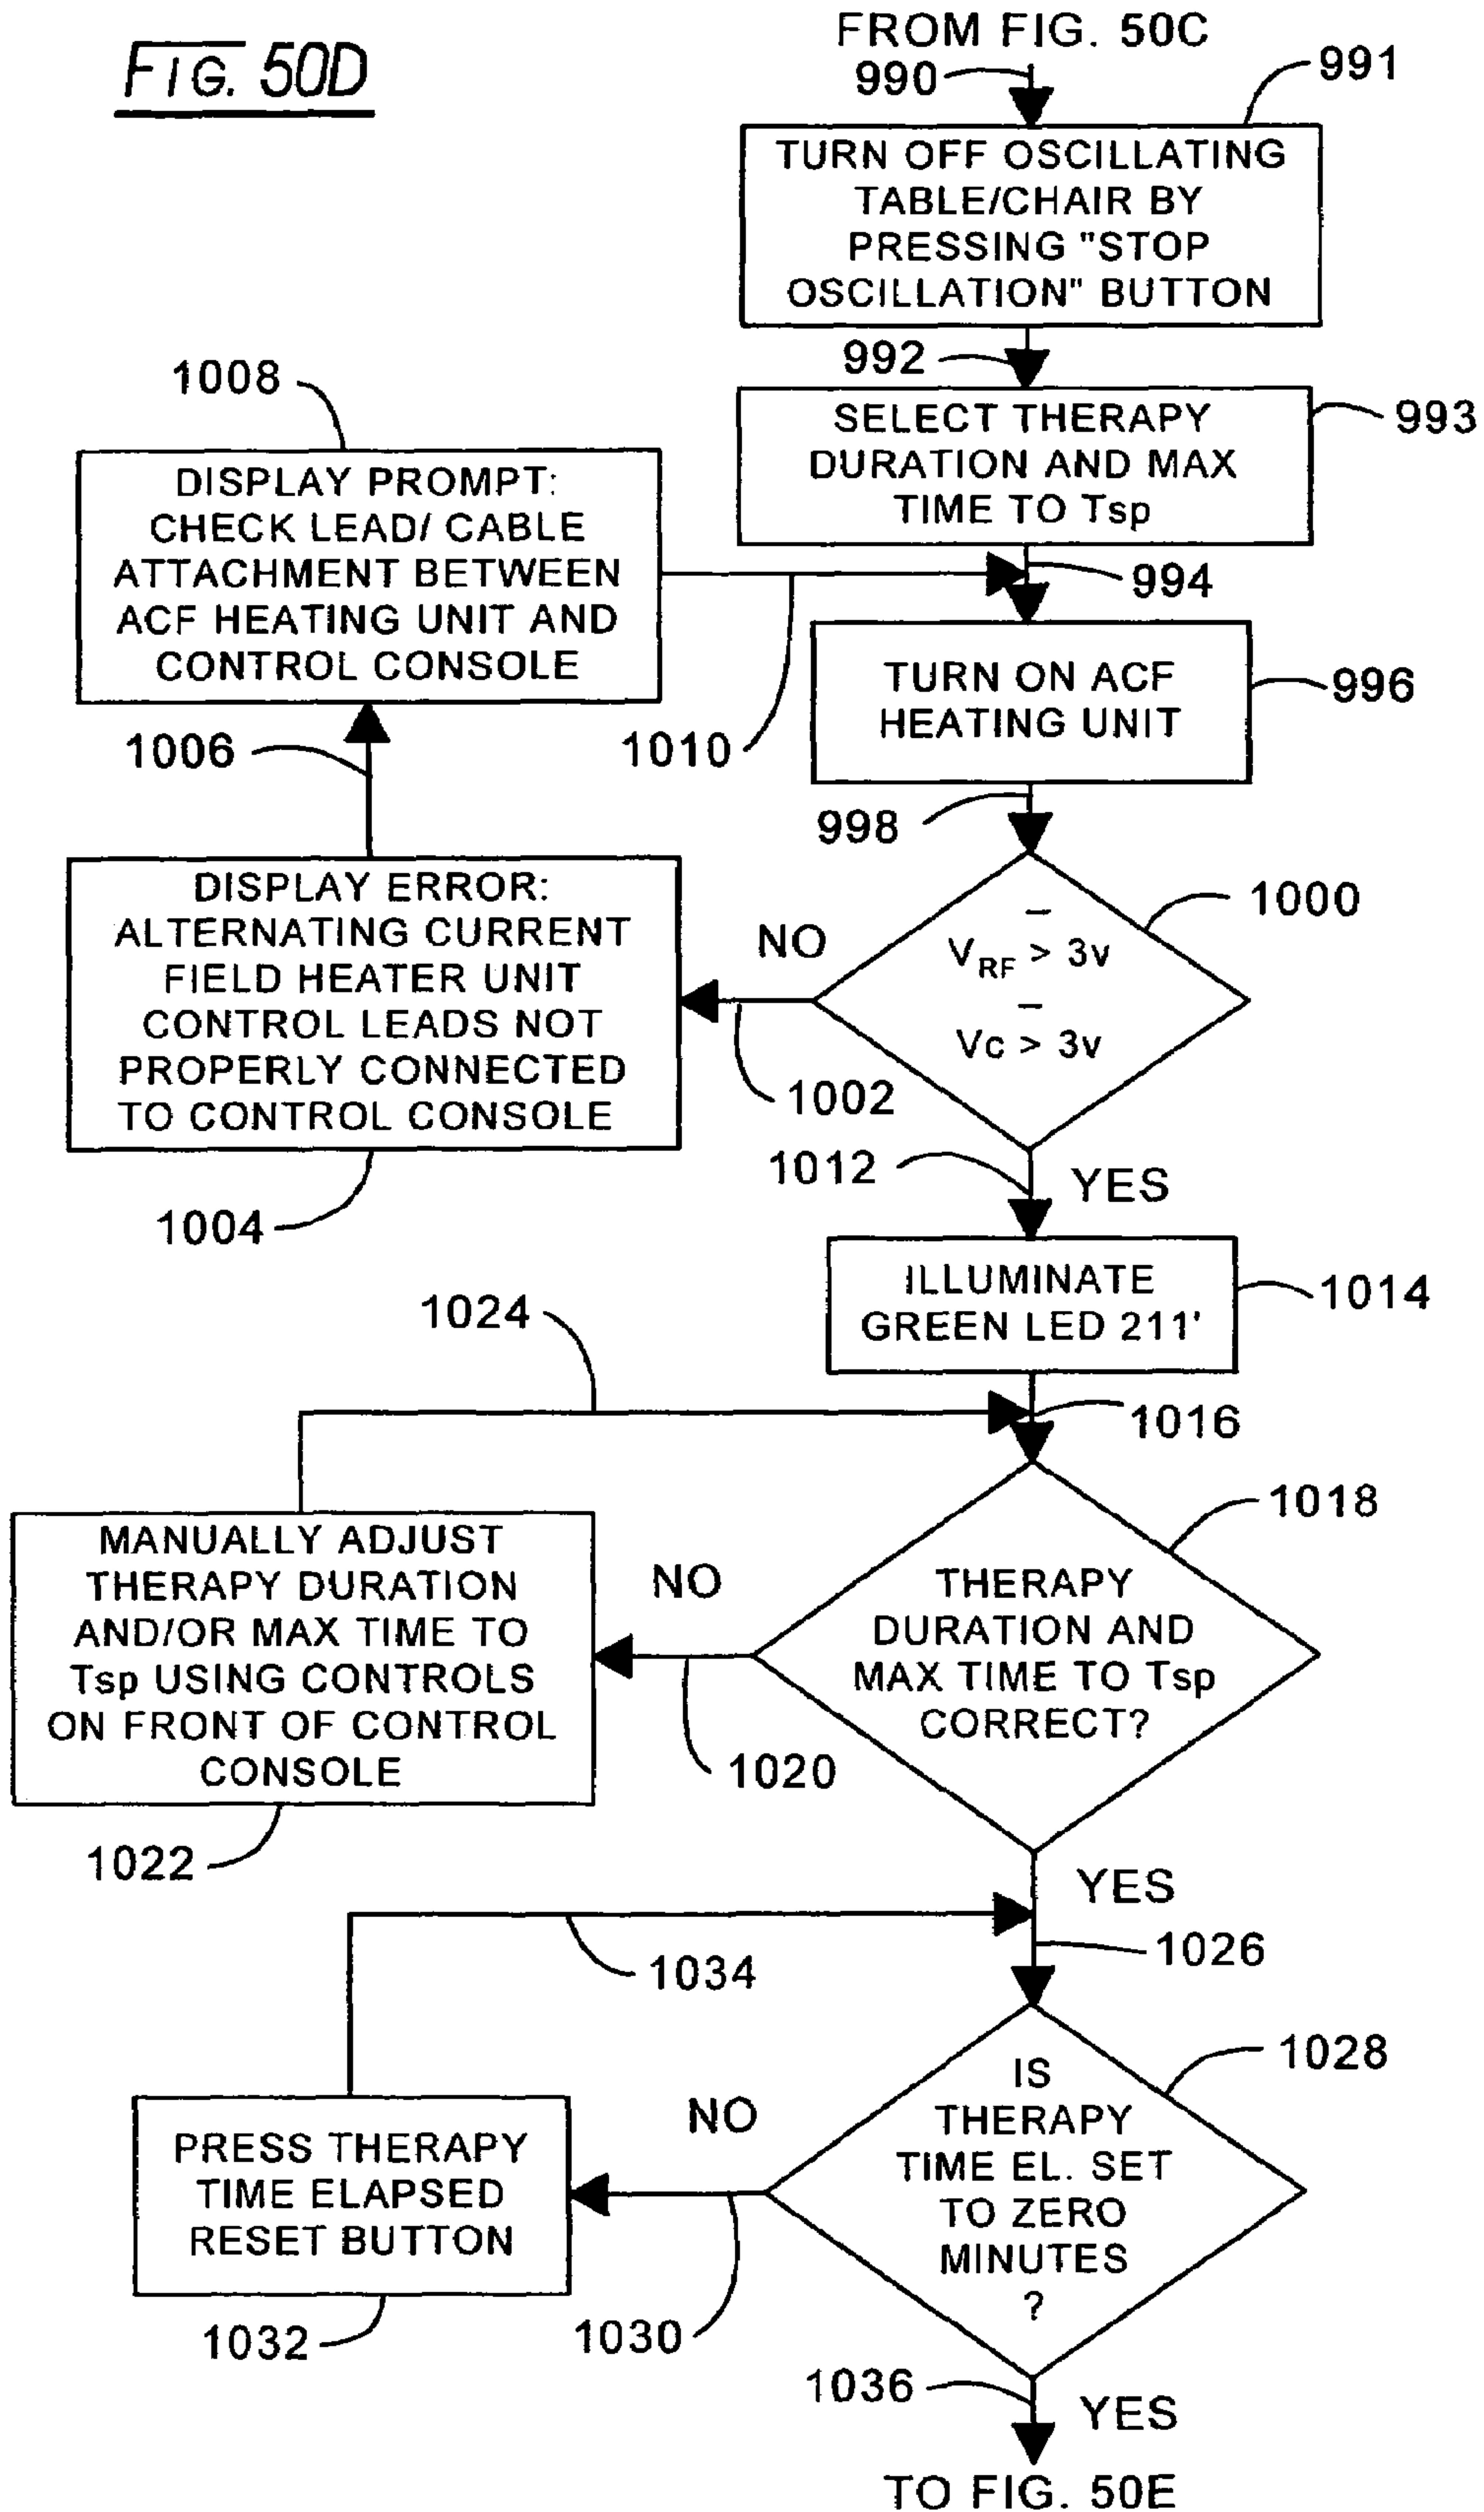 FIG. 50D
FROM FIG. 50C
990
991
TURN OFF OSCILLATING
TABLE/CHAIR BY
PRESSING "STOP
OSCILLATION" BUTTON
992
993
SELECT THERAPY
DURATION AND MAX
TIME TO Tsp
1008
DISPLAY PROMPT:
CHECK LEAD/ CABLE
ATTACHMENT BETWEEN
ACF HEATING UNIT AND
CONTROL CONSOLE
994
1010
1006
TURN ON ACF
HEATING UNIT
996
998
1000
V̅RF > 3v
V̅c > 3v
NO
1002
DISPLAY ERROR:
ALTERNATING CURRENT
FIELD HEATER UNIT
CONTROL LEADS NOT
PROPERLY CONNECTED
TO CONTROL CONSOLE
1004
1012
YES
ILLUMINATE
GREEN LED 211'
1014
1024
1016
1018
THERAPY
DURATION AND
MAX TIME TO Tsp
CORRECT?
NO
1020
MANUALLY ADJUST
THERAPY DURATION
AND/OR MAX TIME TO
Tsp USING CONTROLS
ON FRONT OF CONTROL
CONSOLE
1022
YES
1026
1034
1028
IS
THERAPY
TIME EL. SET
TO ZERO
MINUTES
?
NO
1030
PRESS THERAPY
TIME ELAPSED
RESET BUTTON
1032
1036
YES
TO FIG. 50E